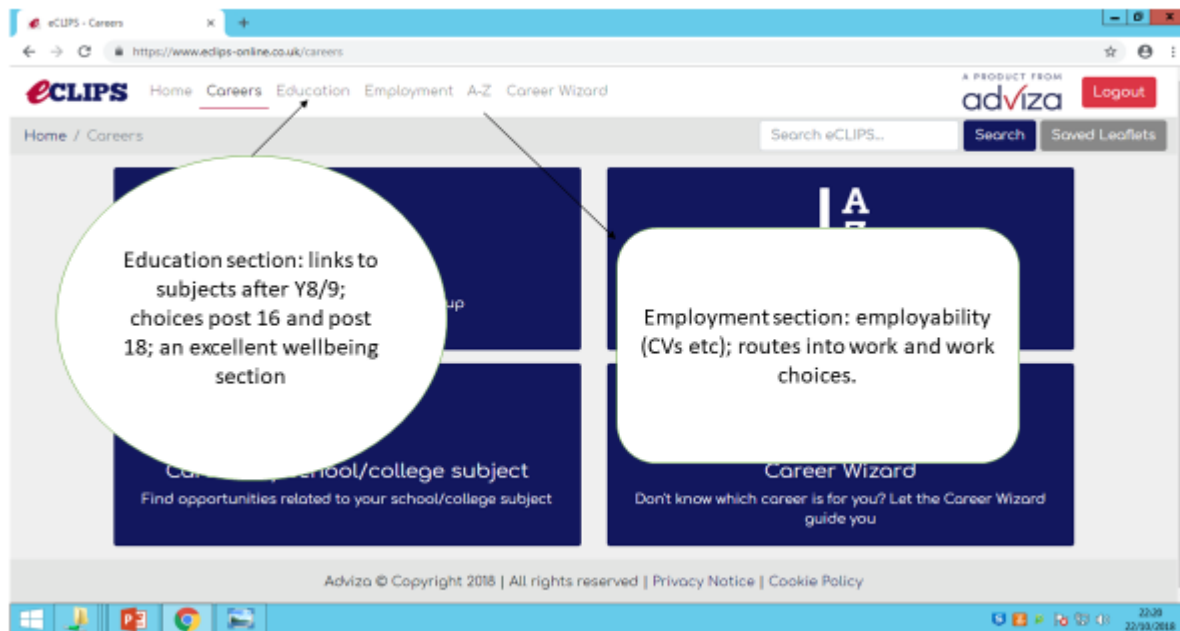 eCLIPS - Careers
https://www.eclips-online.co.uk/careers
eCLIPS Home Careers Education Employment A-Z Career Wizard
A PRODUCT FROM
adviza
Logout
Home / Careers
Search eCLIPS...
Search
Saved Leaflets
A
up
Education section: links to
subjects after Y8/9;
choices post 16 and post
18; an excellent wellbeing
section
Employment section: employability
(CVs etc); routes into work and work
choices.
school/college subject
Find opportunities related to your school/college subject
Career Wizard
Don't know which career is for you? Let the Career Wizard
guide you
Adviza © Copyright 2018 | All rights reserved | Privacy Notice | Cookie Policy
22:20
22/10/2018